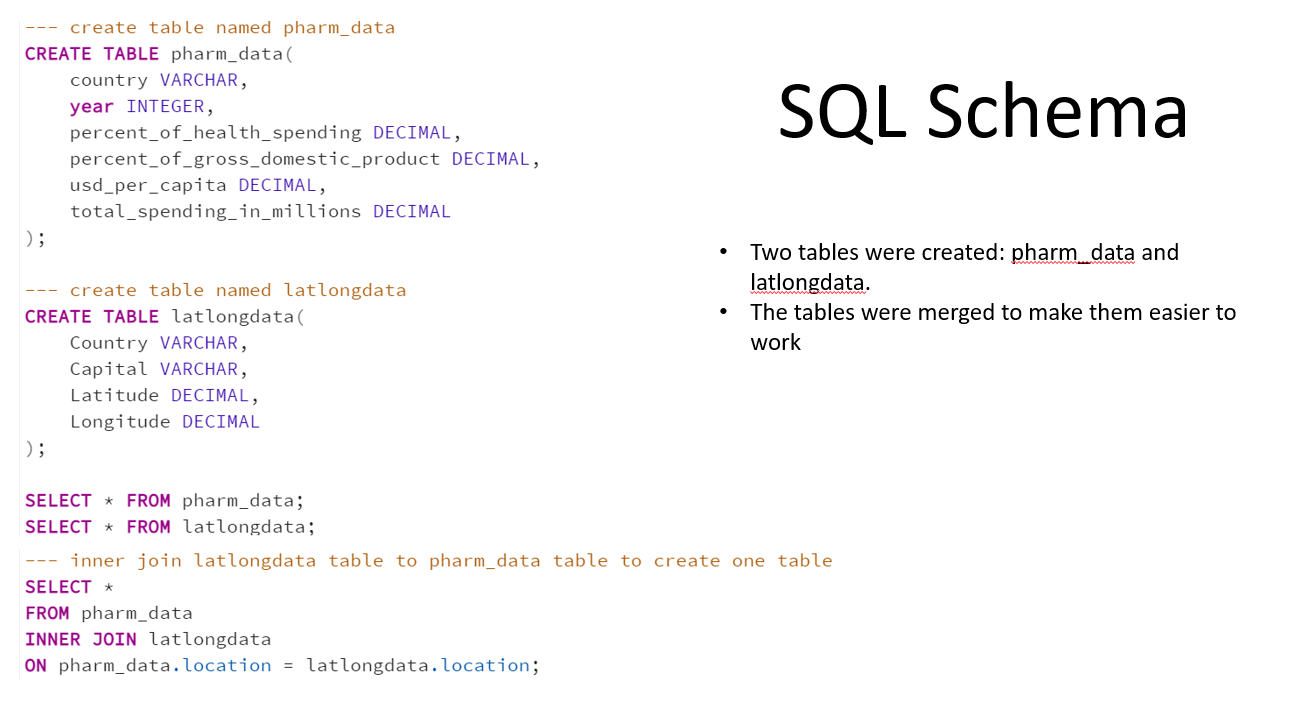 --- create table named pharm_data
CREATE TABLE pharm_data(
    country VARCHAR,
    year INTEGER,
    percent_of_health_spending DECIMAL,
    percent_of_gross_domestic_product DECIMAL,
    usd_per_capita DECIMAL,
    total_spending_in_millions DECIMAL
);
--- create table named latlongdata
CREATE TABLE latlongdata(
    Country VARCHAR,
    Capital VARCHAR,
    Latitude DECIMAL,
    Longitude DECIMAL
);
SELECT * FROM pharm_data;
SELECT * FROM latlongdata;
--- inner join latlongdata table to pharm_data table to create one table
SELECT *
FROM pharm_data
INNER JOIN latlongdata
ON pharm_data.location = latlongdata.location;
SQL Schema
• Two tables were created: pharm_data and
latlongdata.
• The tables were merged to make them easier to
work